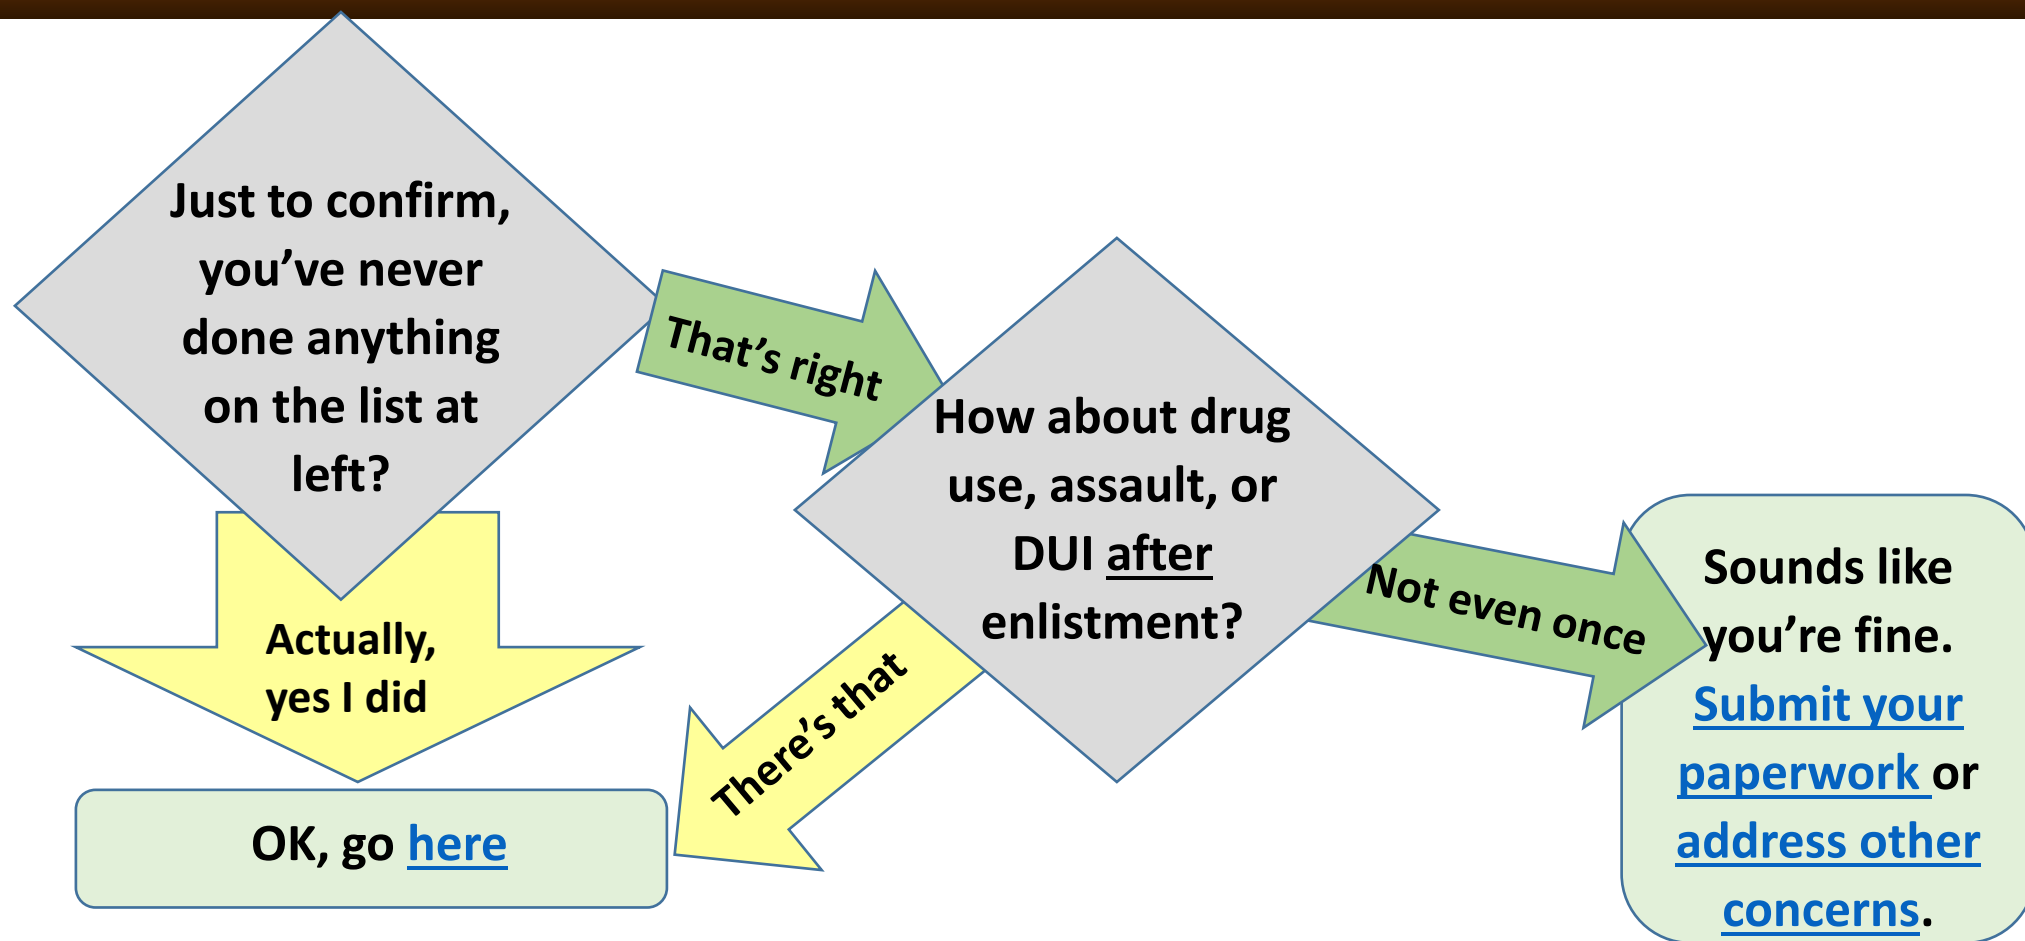 Just to confirm,
you’ve never
done anything
on the list at
left?
That’s right
Actually,
yes I did
OK, go here
How about drug
use, assault, or
DUI after
enlistment?
There’s that
Not even once
Sounds like
you’re fine.
Submit your
paperwork or
address other
concerns.